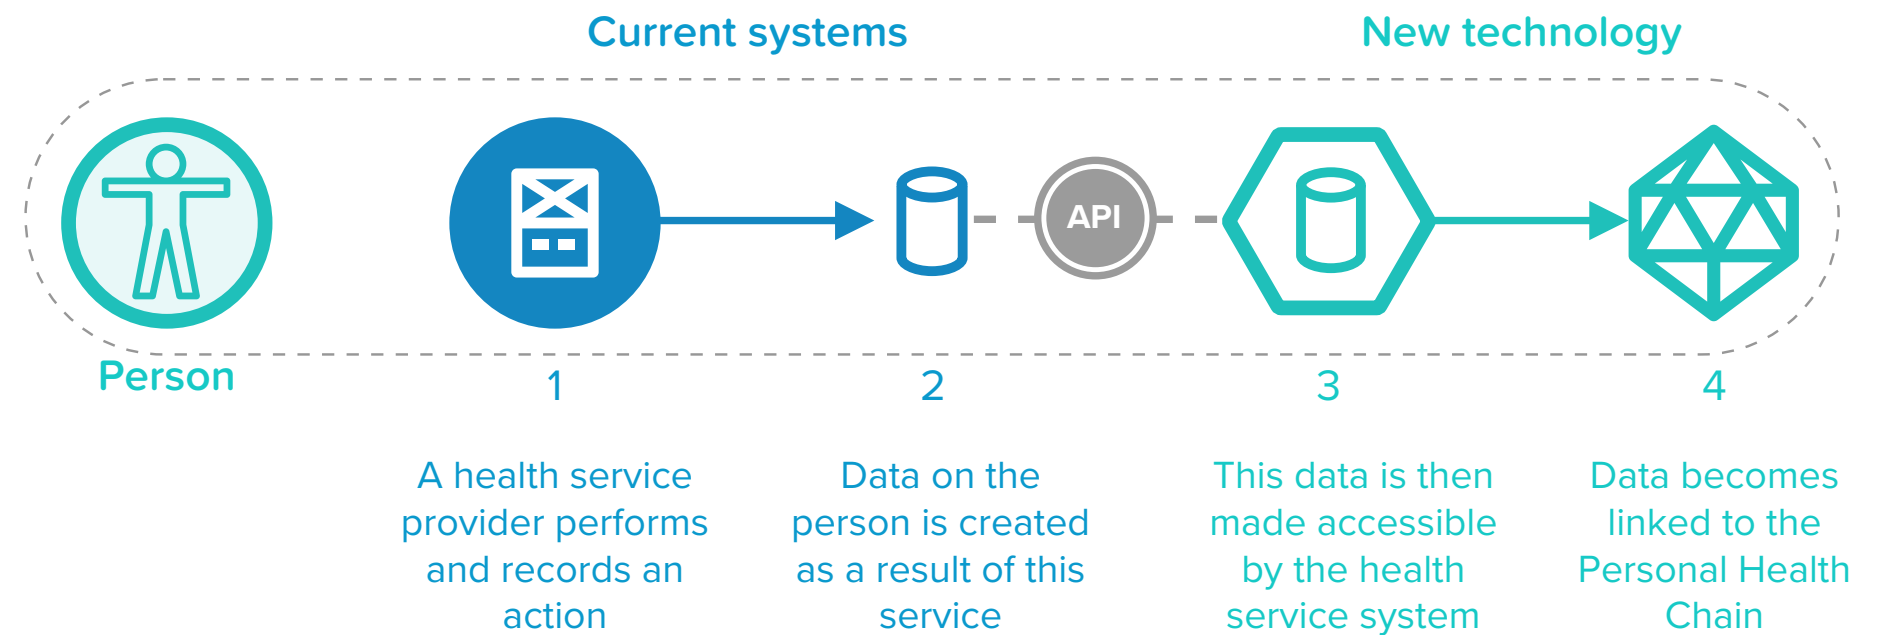 Current systems
New technology
API
Person
1
2
3
4
A health service
provider performs
and records an
action
Data on the
person is created
as a result of this
service
This data is then
made accessible
by the health
service system
Data becomes
linked to the
Personal Health
Chain